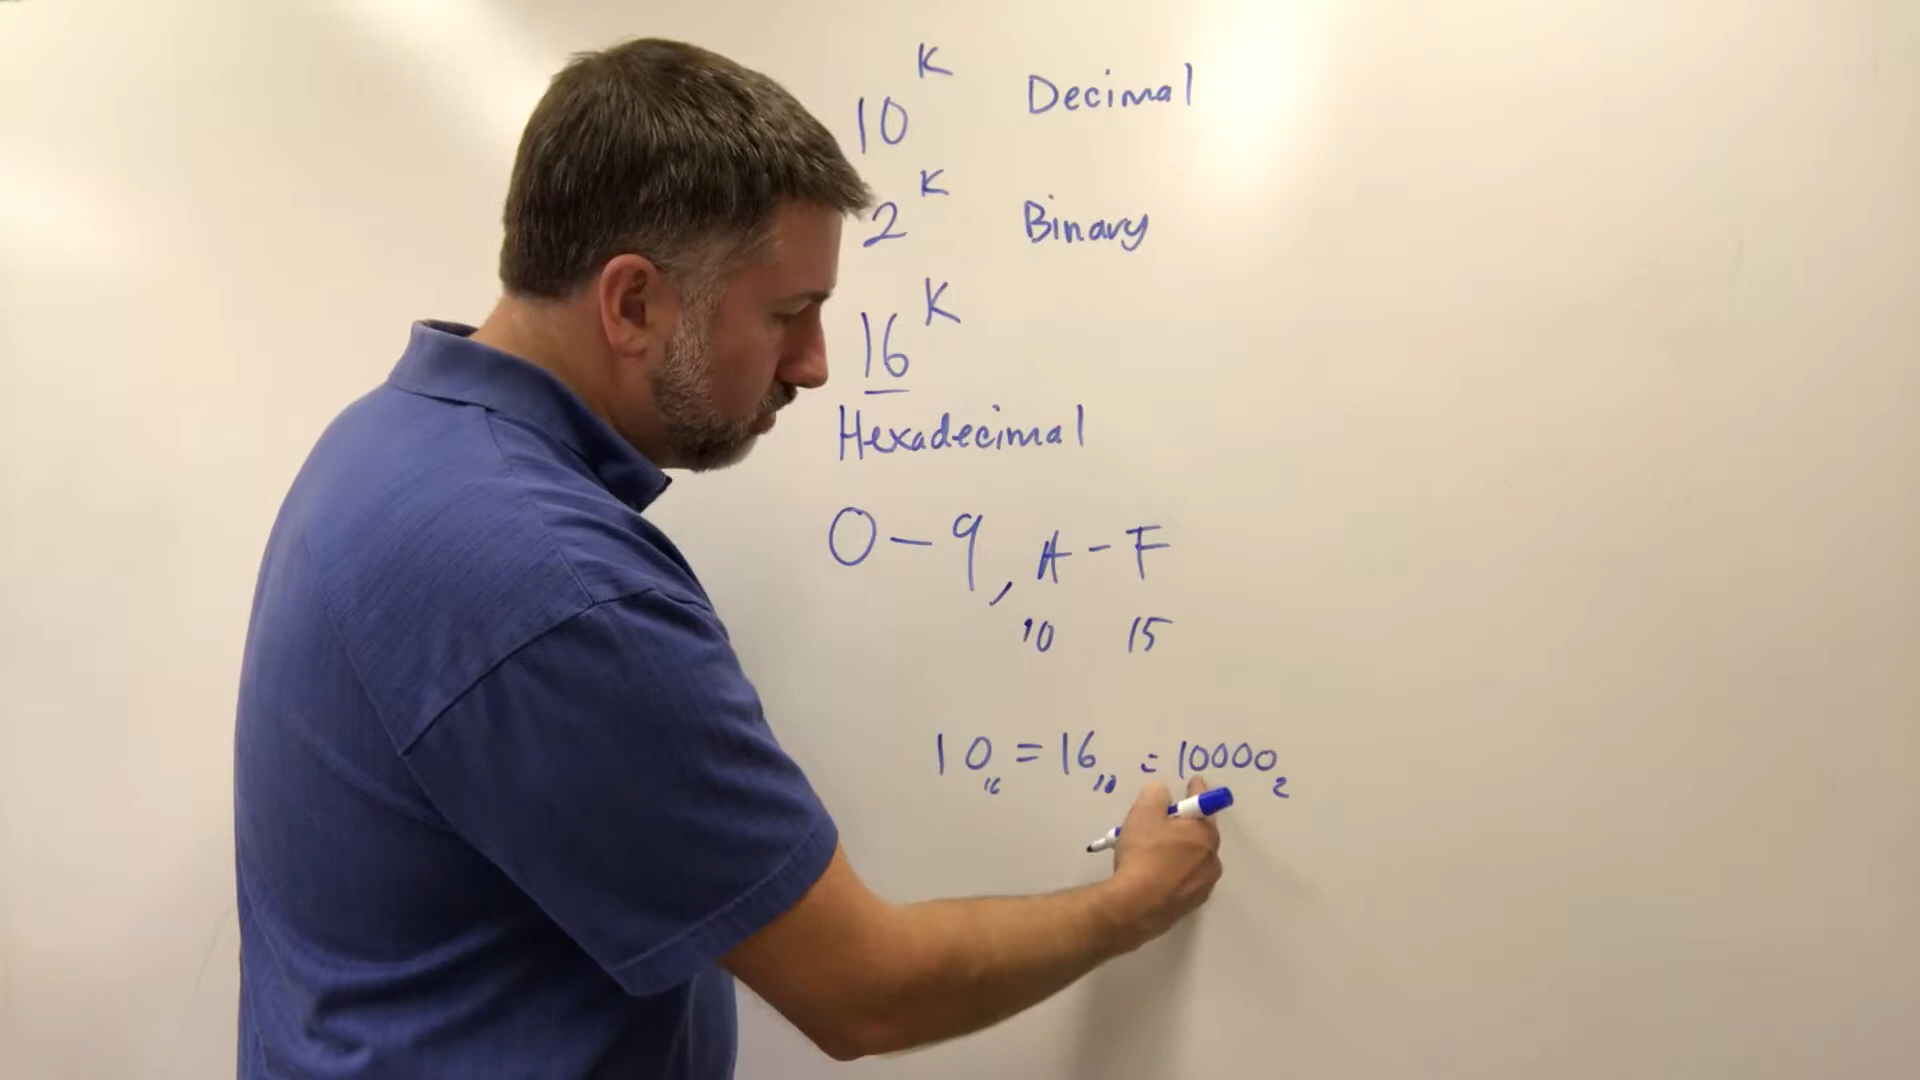 10^K Decimal
2^K Binary
16^K
Hexadecimal
0-9, A-F
10 15
10₁₆ = 16₁₀ = 10000₂